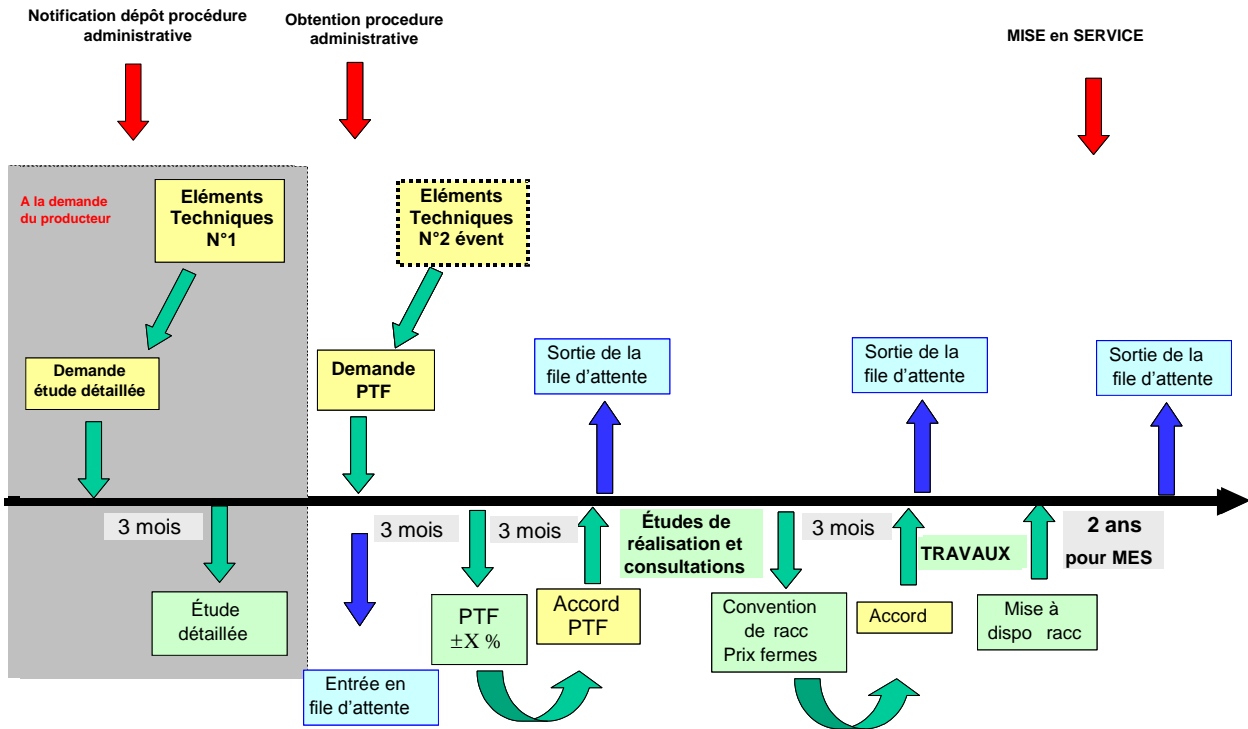 Notification dépôt procédure
administrative
Obtention procedure
administrative
MISE en SERVICE
A la demande
du producteur
Eléments
Techniques
N°1
Eléments
Techniques
N°2 évent
Demande
étude détaillée
Demande
PTF
Sortie de la
file d'attente
Sortie de la
file d'attente
Sortie de la
file d'attente
3 mois
3 mois
3 mois
Études de
réalisation et
consultations
3 mois
TRAVAUX
2 ans
pour MES
Étude
détaillée
Entrée en
file d'attente
PTF
±X %
Accord
PTF
Convention
de racc
Prix fermes
Accord
Mise à
dispo racc